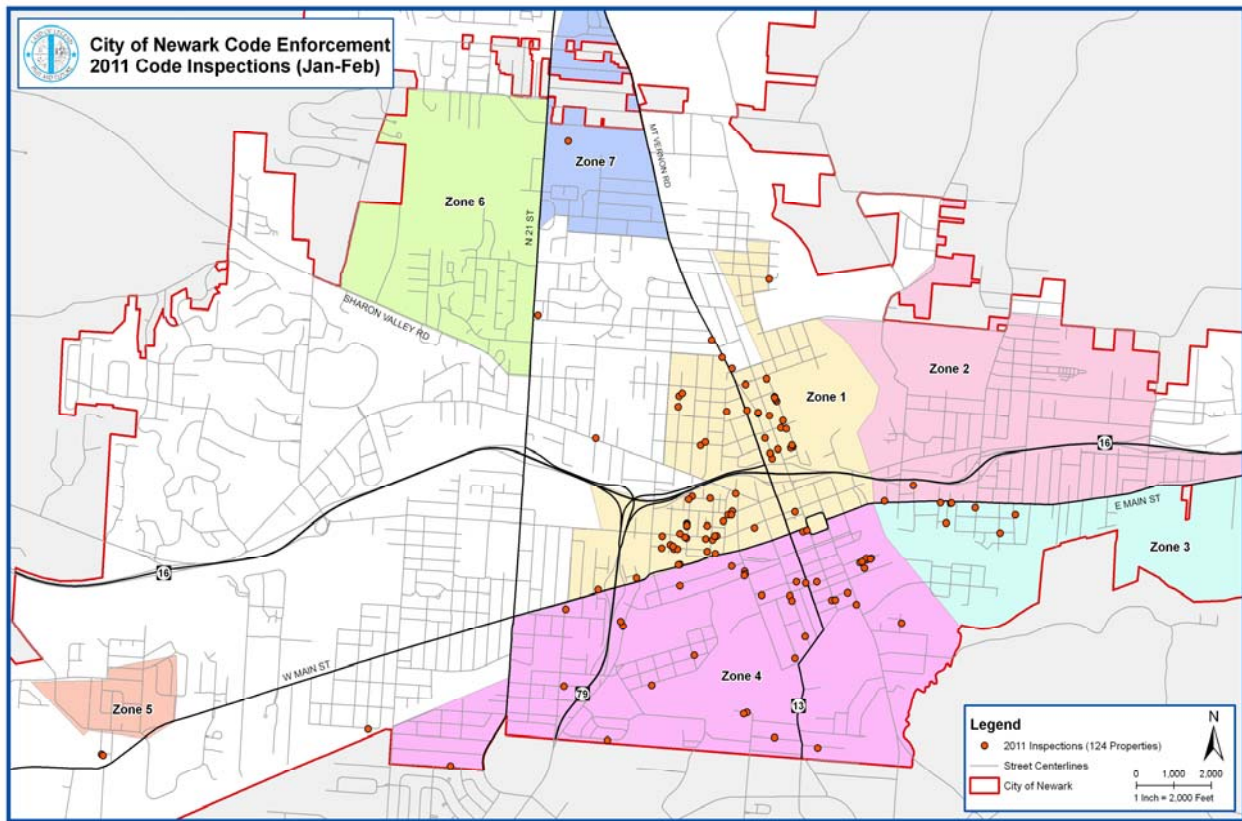 City of Newark Code Enforcement
2011 Code Inspections (Jan-Feb)
Zone 7
MT VERNON RD
Zone 6
N 21 ST
SHARON VALLEY RD
Zone 2
Zone 1
16
E MAIN ST
Zone 3
16
W MAIN ST
Zone 4
79
13
Zone 5
Legend
2011 Inspections (124 Properties)
Street Centerlines
City of Newark
N
0 1,000 2,000
1 Inch = 2,000 Feet